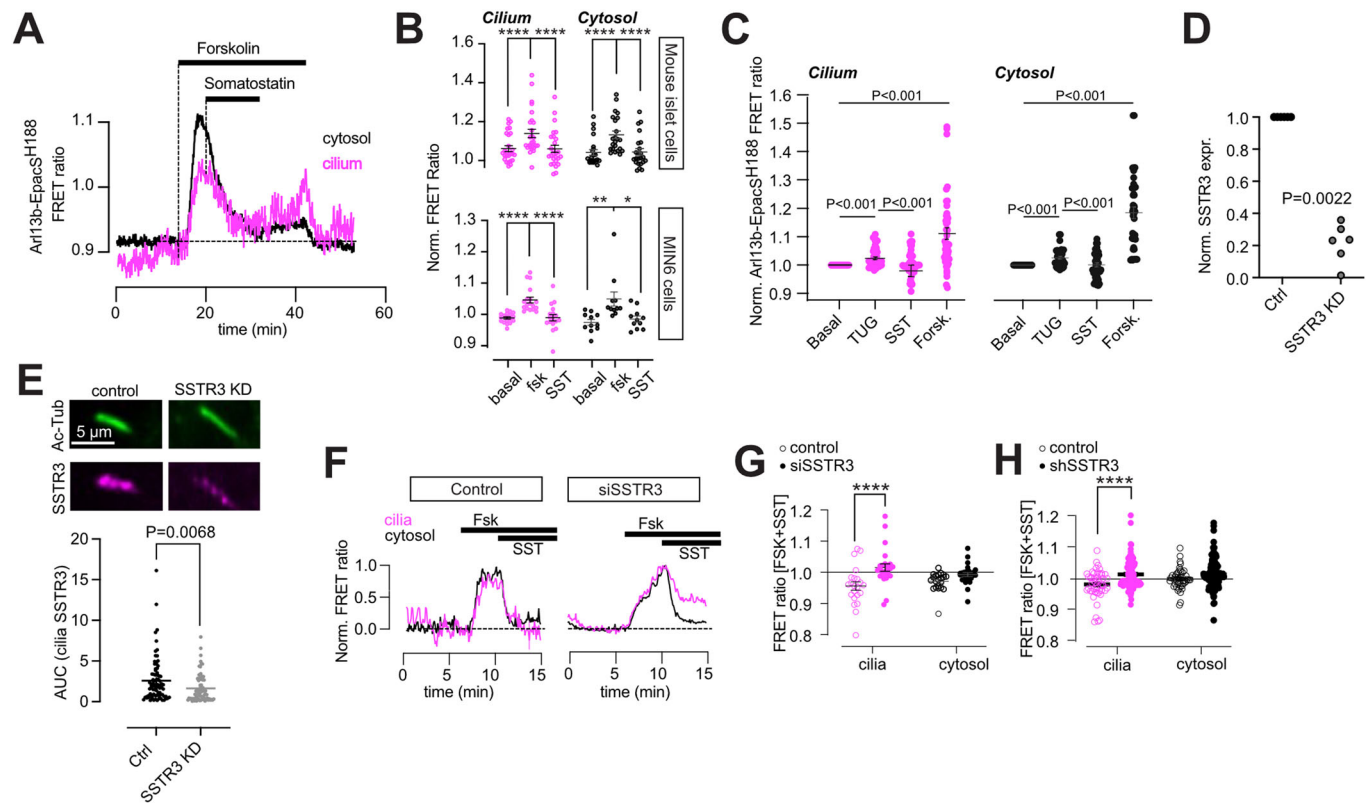 A
Forskolin
Somatostatin
cytosol
cilium
Arl13b-EpacS^H188
FRET ratio
1.1
1.0
0.9
0
20
40
60
time (min)
B
Cilium
Cytosol
**** ****
**** ****
Norm. FRET Ratio
1.6
1.4
1.2
1.0
Mouse islet cells
**** ****
** *
1.3
1.2
1.1
1.0
0.9
MIN6 cells
basal
fsk
SST
basal
fsk
SST
C
Cilium
Cytosol
Norm. Arl13b-EpacS^H188 FRET ratio
1.6
1.5
1.4
1.3
1.2
1.1
1.0
0.9
P<0.001
P<0.001
P<0.001
P<0.001
P<0.001
P<0.001
Basal
TUG
SST
Forsk.
Basal
TUG
SST
Forsk.
D
Norm. SSTR3 expr.
1.0
0.8
0.6
0.4
0.2
0.0
P=0.0022
Ctrl
SSTR3 KD
E
control
SSTR3 KD
Ac-Tub
5 µm
SSTR3
P=0.0068
AUC (cilia SSTR3)
20
15
10
5
0
Ctrl
SSTR3 KD
F
Control
siSSTR3
cilia
cytosol
Fsk
SST
Fsk
SST
Norm. FRET ratio
1.0
0.5
0.0
0
5
10
15
time (min)
0
5
10
15
time (min)
G
control
siSSTR3
****
FRET ratio [FSK+SST]
1.2
1.1
1.0
0.9
0.8
cilia
cytosol
H
control
shSSTR3
****
FRET ratio [FSK+SST]
1.2
1.1
1.0
0.9
0.8
cilia
cytosol